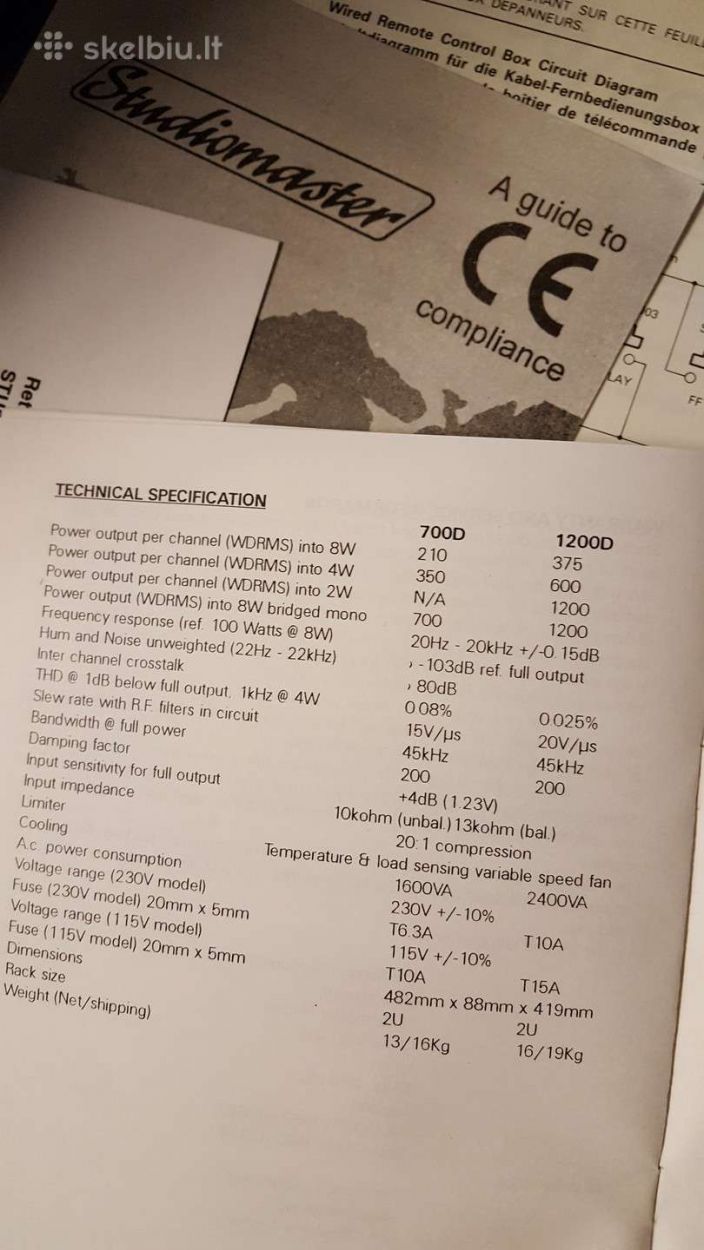 skelbiu.lt
RANT SUR CETTE FEUIL
DEPANNEURS.
Wired Remote Control Box Circuit Diagram
diagramm für die Kabel-Fernbedienungsbox
boîtier de télécommande
Studiomaster
A guide to
CE
compliance
03
LAY
FF
Ret
STU
TECHNICAL SPECIFICATION
700D 1200D
Power output per channel (WDRMS) into 8W 210 375
Power output per channel (WDRMS) into 4W 350 600
Power output per channel (WDRMS) into 2W N/A 1200
Power output (WDRMS) into 8W bridged mono 700 1200
Frequency response (ref. 100 Watts @ 8W) 20Hz - 20kHz +/-0.15dB
Hum and Noise unweighted (22Hz - 22kHz) › -103dB ref. full output
Inter channel crosstalk › 80dB
THD @ 1dB below full output, 1kHz @ 4W 0.08% 0.025%
Slew rate with R.F. filters in circuit 15V/µs 20V/µs
Bandwidth @ full power 45kHz 45kHz
Damping factor 200 200
Input sensitivity for full output +4dB (1.23V)
Input impedance 10kohm (unbal.) 13kohm (bal.)
Limiter 20:1 compression
Cooling Temperature & load sensing variable speed fan
A.c. power consumption 1600VA 2400VA
Voltage range (230V model) 230V +/-10%
Fuse (230V model) 20mm x 5mm T6.3A T10A
Voltage range (115V model) 115V +/-10%
Fuse (115V model) 20mm x 5mm T10A T15A
Dimensions 482mm x 88mm x 419mm
Rack size 2U 2U
Weight (Net/shipping) 13/16Kg 16/19Kg